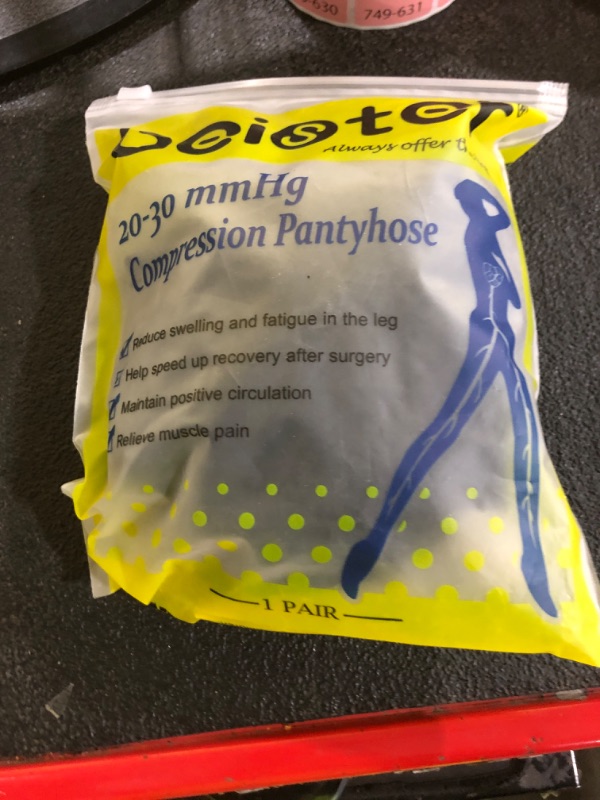 -630 749-631
beister®
Always offer
20-30 mmHg
Compression Pantyhose
Reduce swelling and fatigue in the leg
Help speed up recovery after surgery
Maintain positive circulation
Relieve muscle pain
1 PAIR